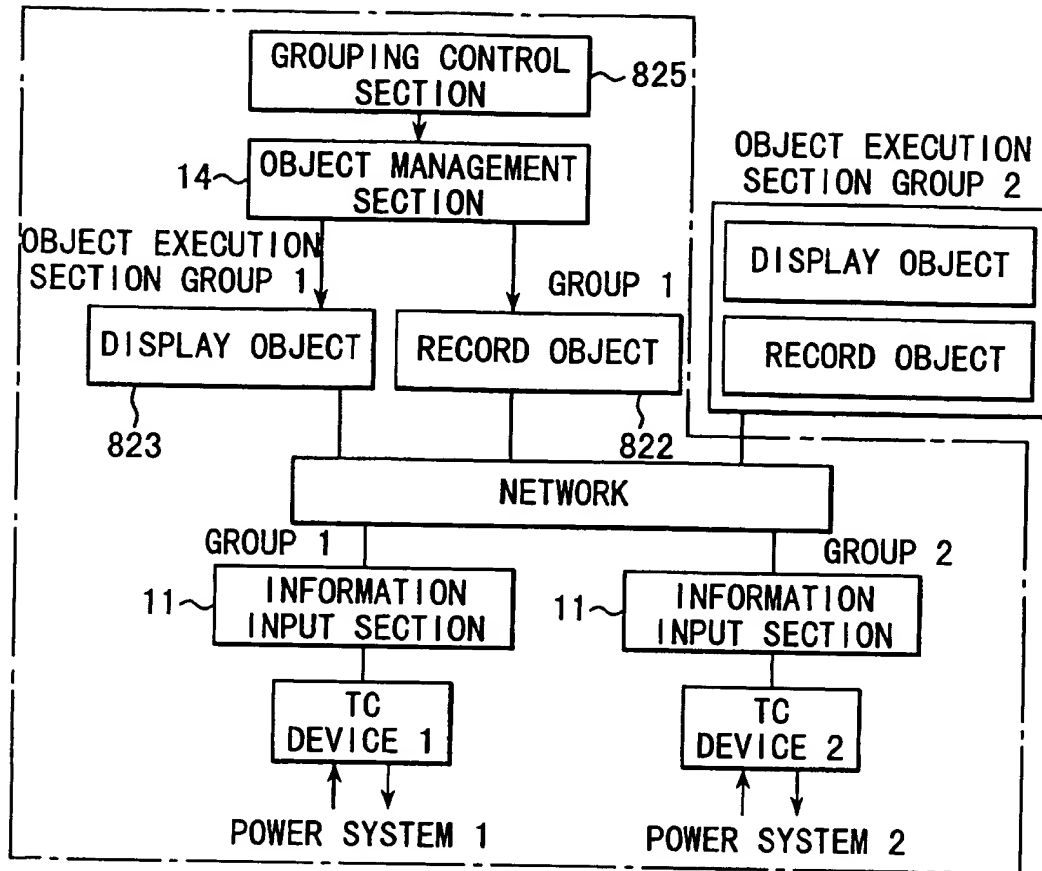 GROUPING CONTROL
SECTION
825
OBJECT MANAGEMENT
SECTION
14
OBJECT EXECUTION
SECTION GROUP 2
DISPLAY OBJECT
RECORD OBJECT
OBJECT EXECUTION
SECTION GROUP 1
GROUP 1
DISPLAY OBJECT
RECORD OBJECT
823
822
NETWORK
GROUP 1
GROUP 2
11
INFORMATION
INPUT SECTION
11
INFORMATION
INPUT SECTION
TC
DEVICE 1
TC
DEVICE 2
POWER SYSTEM 1
POWER SYSTEM 2